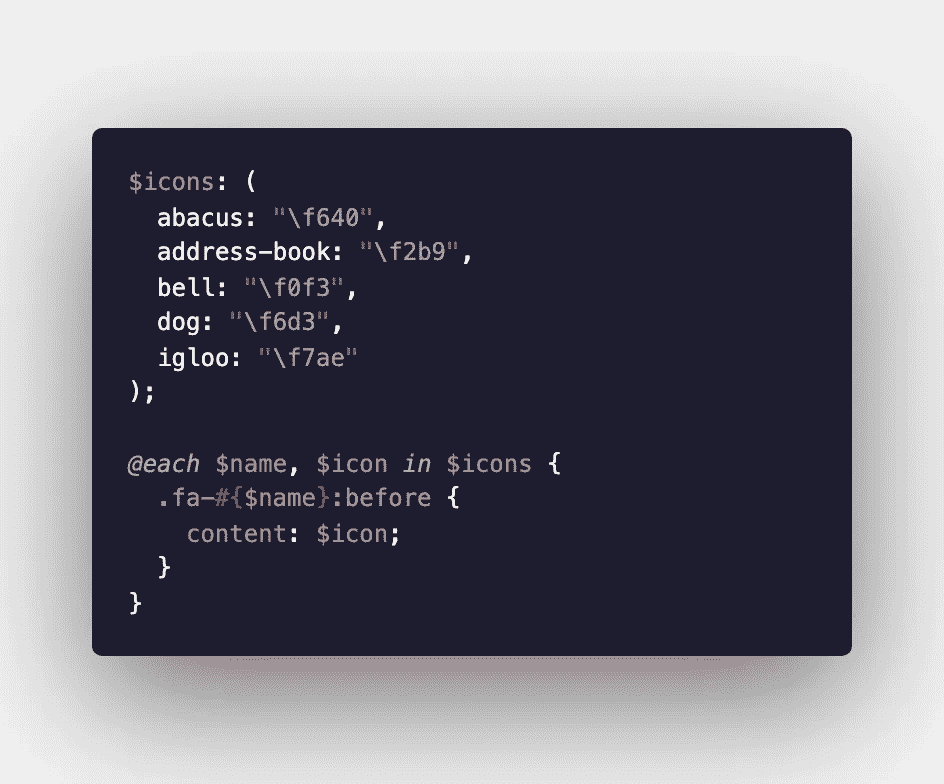 $icons: (
  abacus: "\f640",
  address-book: "\f2b9",
  bell: "\f0f3",
  dog: "\f6d3",
  igloo: "\f7ae"
);

@each $name, $icon in $icons {
  .fa-#{$name}:before {
    content: $icon;
  }
}